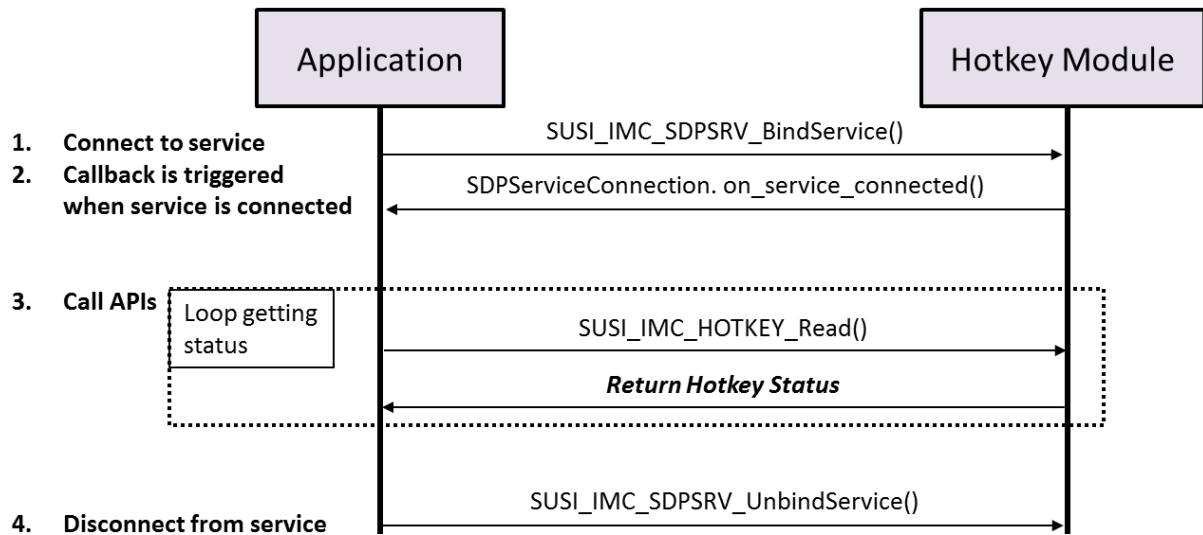 Application
Hotkey Module
1. Connect to service
SUSI_IMC_SDPSRV_BindService()
2. Callback is triggered
when service is connected
SDPServiceConnection. on_service_connected()
3. Call APIs
Loop getting
status
SUSI_IMC_HOTKEY_Read()
Return Hotkey Status
SUSI_IMC_SDPSRV_UnbindService()
4. Disconnect from service